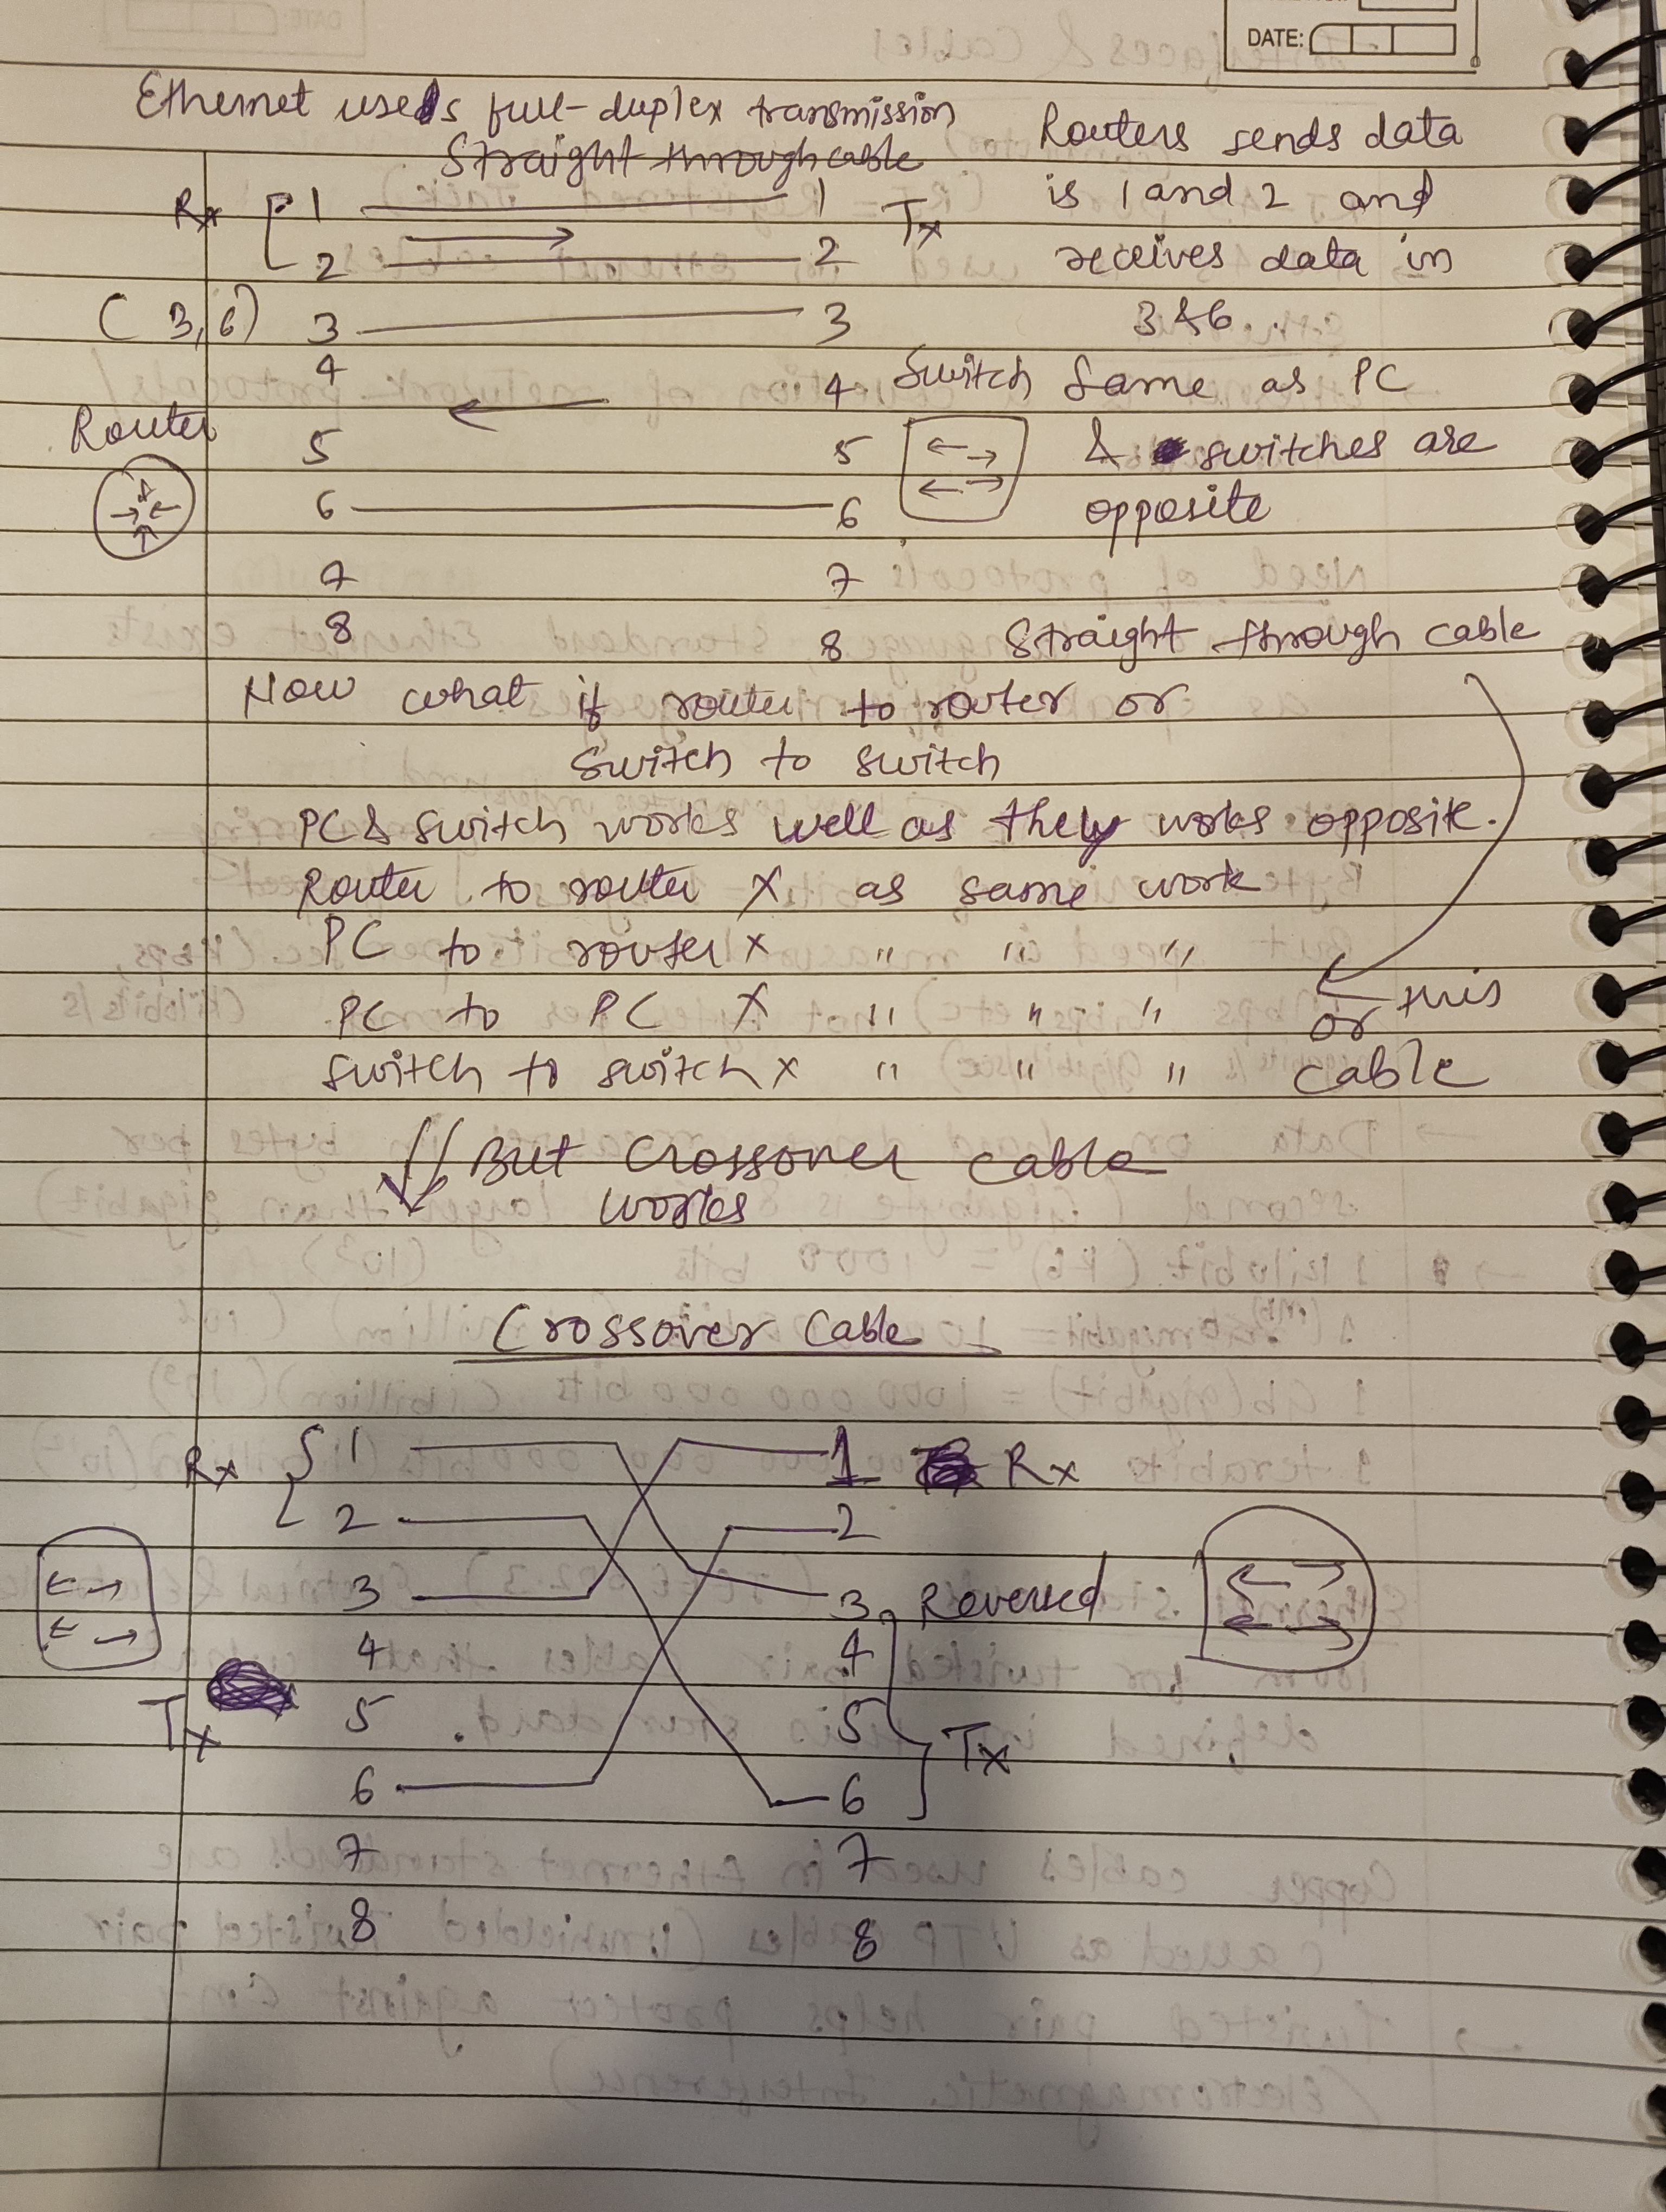 DATE:
Ethernet uses full-duplex transmission
Straight through cable
Routers sends data
is 1 and 2 and
receives data in
3 & 6.
Rx 1 1 Tx
2 2
(3,6) 3 3
4 4
Switch Same as PC
Router 5 5
& switches are
opposite
6 6
7 7
8 8
Straight through cable
Now what if router to router or
Switch to switch
PC & switch works well as they works opposite.
Router to router X as same work
PC to router X " " "
PC to PC X " " "
Switch to switch X " " "
this
or
cable
But Crossover cable
works
Crossover Cable
Rx 1 1 Rx
2 2
3 3 Reversed
4 4
Tx 5 5 Tx
6 6
7 7
8 8